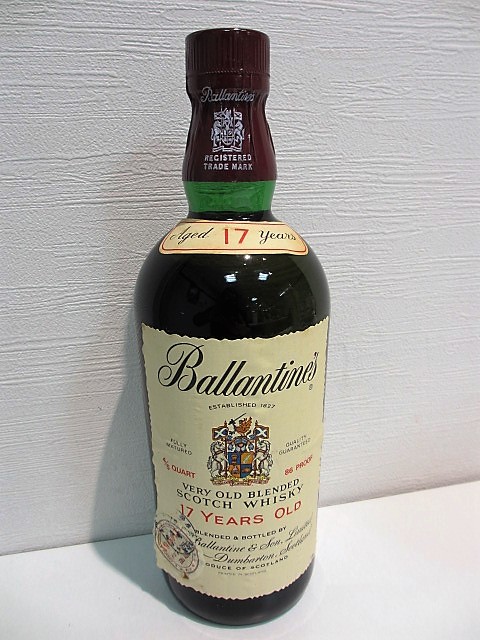 Ballantine's
REGISTERED
TRADE MARK
Aged 17 Years
Ballantine's
®
ESTABLISHED 1827
FULLY
MATURED
QUALITY
GUARANTEED
4/5 QUART
86 PROOF
VERY OLD BLENDED
SCOTCH WHISKY
17 YEARS OLD
BLENDED & BOTTLED BY
Ballantine & Son, Limited
Dumbarton, Scotland
PRODUCE OF SCOTLAND